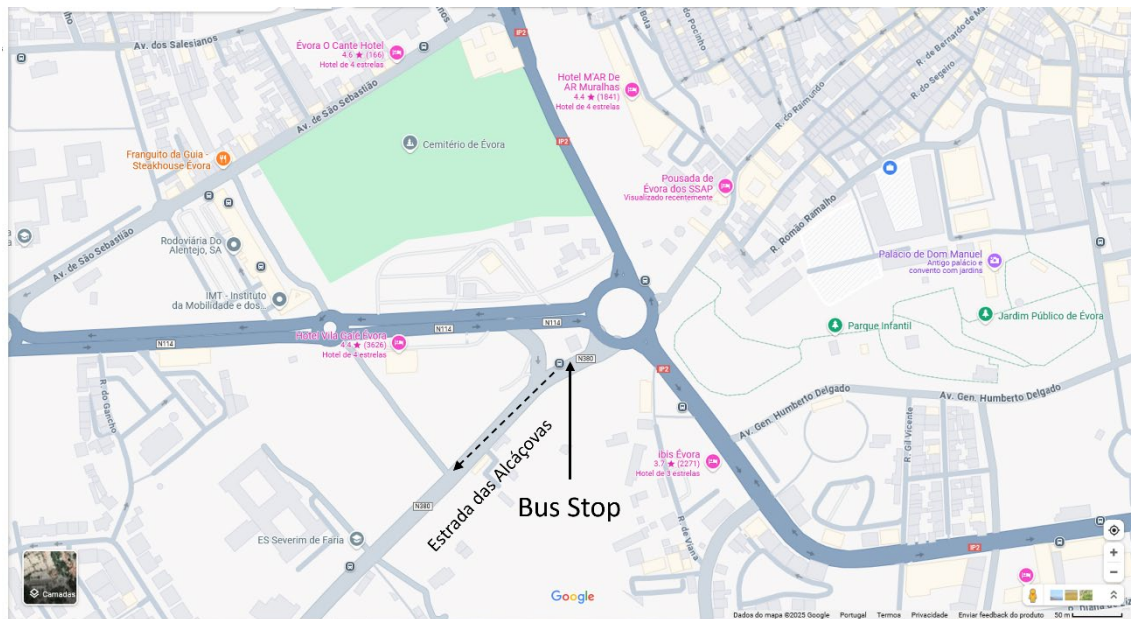 Av. dos Salesianos
Évora O Cante Hotel
4.6 ★ (166)
Hotel de 4 estrelas
Av. de São Sebastião
IP2
Hotel M'AR De
AR Muralhas
4.4 ★ (1841)
Hotel de 4 estrelas
R. do Raimundo
R. de Bernardo de M
R. do Segeiro
Franguito da Guia -
Steakhouse Évora
Cemitério de Évora
IP2
Pousada de
Évora dos SSAP
Visualizado recentemente
R. Romão Ramalho
Av. de São Sebastião
Rodoviária Do
Alentejo, SA
IMT - Instituto
da Mobilidade e dos...
Palácio de Dom Manuel
Antigo palácio e
convento com jardins
Jardim Público de Évora
Parque Infantil
N114
N114
N114
Hotel Vila Galé Évora
4.4 ★ (3626)
Hotel de 4 estrelas
N380
IP2
R. do Gancho
Av. Gen. Humberto Delgado
Av. Gen. Humberto Delgado
R. Gil Vicente
Estrada das Alcáçovas
Bus Stop
ibis Évora
3.7 ★ (2271)
Hotel de 3 estrelas
N380
ES Severim de Faria
R. de Viana
IP2
Camadas
Google
Dados do mapa ©2025 Google Portugal Termos Privacidade Enviar feedback do produto 50 m